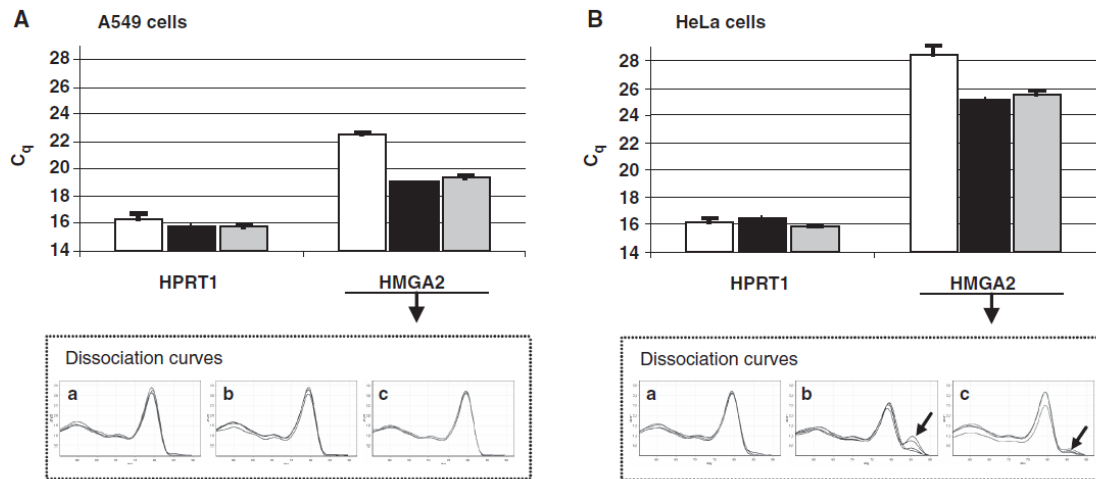 A A549 cells
28
26
24
22
20
18
16
14
Cq
HPRT1 HMGA2
Dissociation curves
a b c
B HeLa cells
28
26
24
22
20
18
16
14
Cq
HPRT1 HMGA2
Dissociation curves
a b c